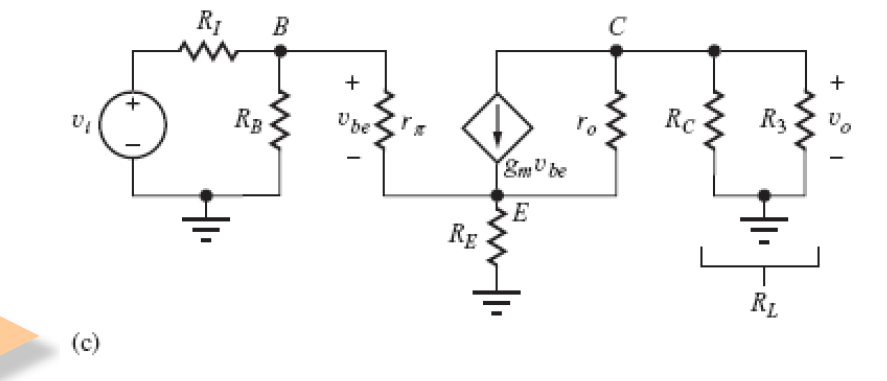 R_I
B
C
+
+
+
v_i
R_B
v_be
r_π
r_o
R_C
R_3
v_o
−
−
−
g_m v_be
E
R_E
R_L
(c)